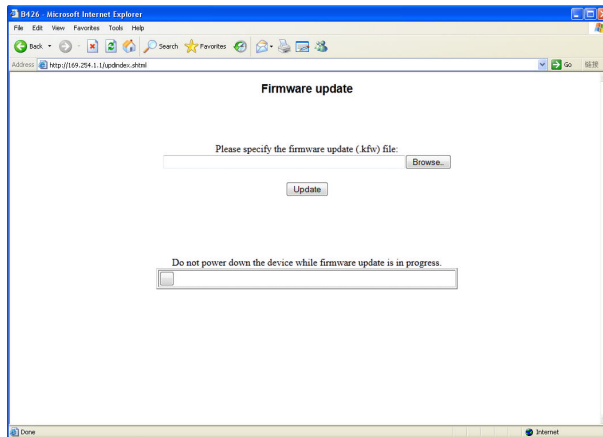 B426 - Microsoft Internet Explorer
File Edit View Favorites Tools Help
Back Search Favorites
Address http://169.254.1.1/updindex.shtml Go 链接
Firmware update
Please specify the firmware update (.kfw) file:
Browse...
Update
Do not power down the device while firmware update is in progress.
Done Internet